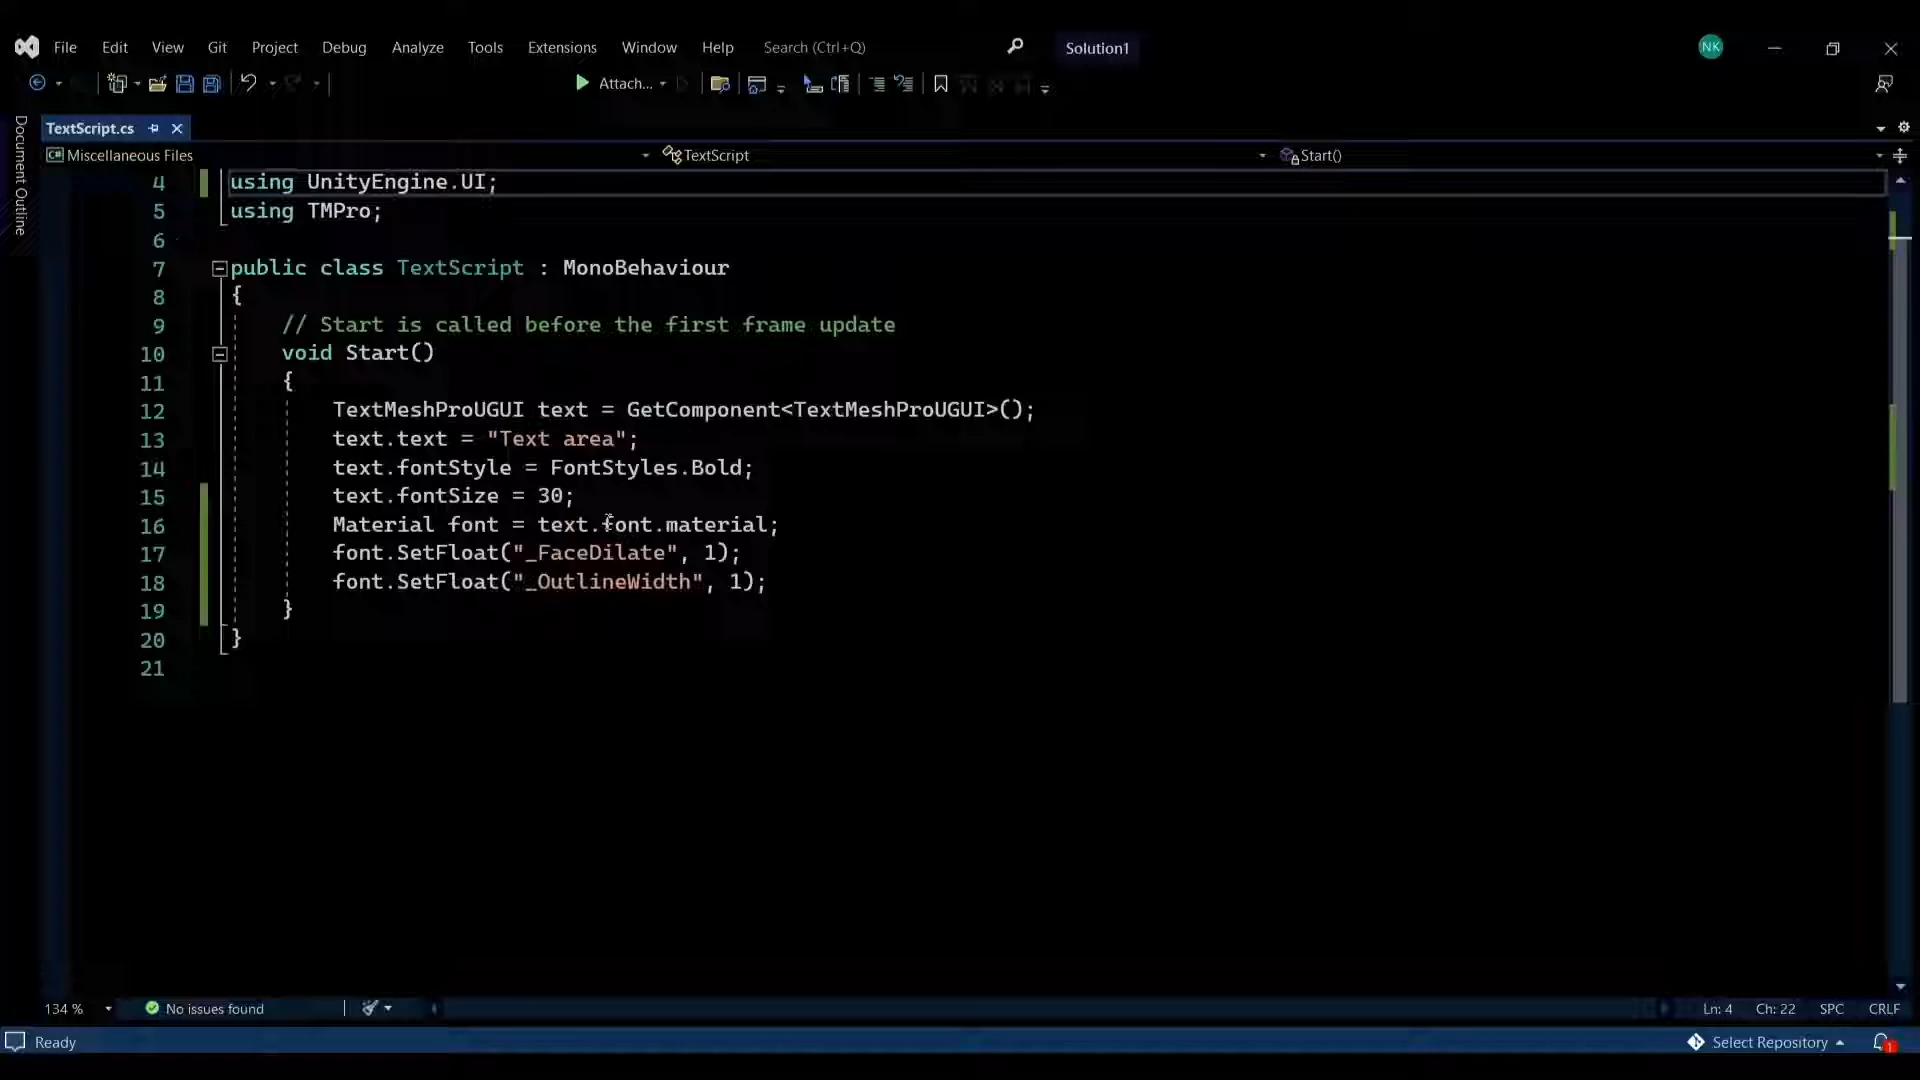 File Edit View Git Project Debug Analyze Tools Extensions Window Help Search (Ctrl+Q) Solution1 NK
Attach...
Document Outline
TextScript.cs
C# Miscellaneous Files TextScript Start()
4 using UnityEngine.UI;
5 using TMPro;
6
7 public class TextScript : MonoBehaviour
8 {
9 // Start is called before the first frame update
10 void Start()
11 {
12 TextMeshProUGUI text = GetComponent<TextMeshProUGUI>();
13 text.text = "Text area";
14 text.fontStyle = FontStyles.Bold;
15 text.fontSize = 30;
16 Material font = text.font.material;
17 font.SetFloat("_FaceDilate", 1);
18 font.SetFloat("_OutlineWidth", 1);
19 }
20 }
21
134 % No issues found Ln: 4 Ch: 22 SPC CRLF
Ready Select Repository 1